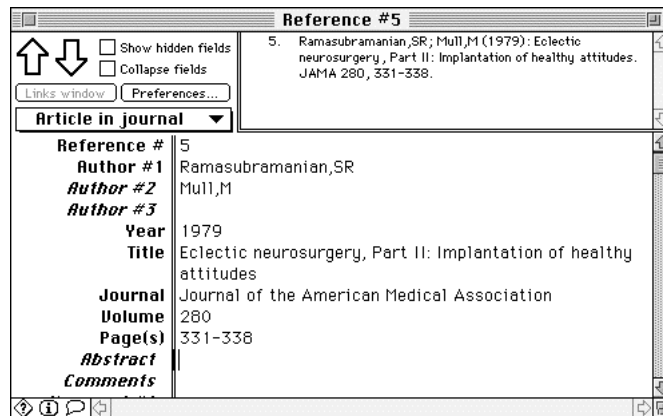 Reference #5
Show hidden fields
Collapse fields
Links window Preferences...
Article in journal
5. Ramasubramanian,SR; Mull,M (1979): Eclectic
neurosurgery, Part II: Implantation of healthy attitudes.
JAMA 280, 331-338.
Reference # 5
Author #1 Ramasubramanian,SR
Author #2 Mull,M
Author #3
Year 1979
Title Eclectic neurosurgery, Part II: Implantation of healthy
attitudes
Journal Journal of the American Medical Association
Volume 280
Page(s) 331-338
Abstract
Comments